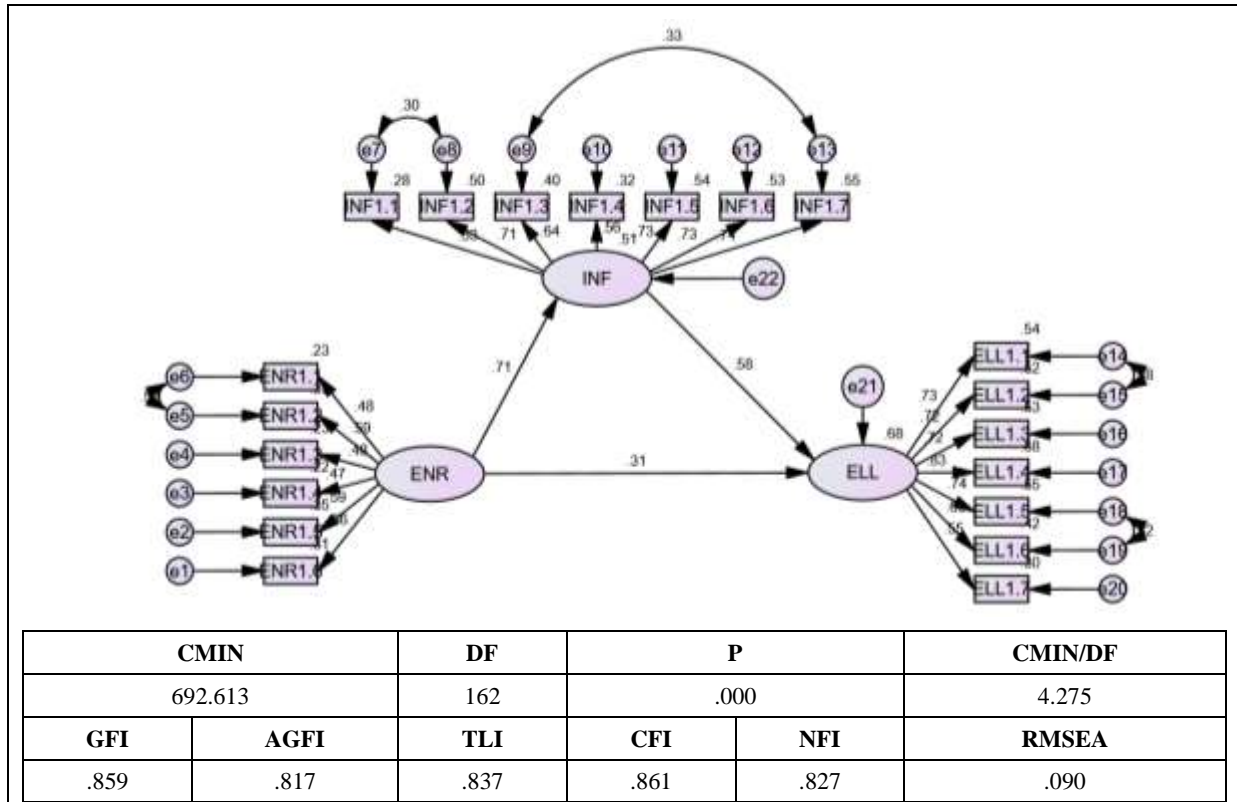 .33
.30
e7 e8 e9 e10 e11 e12 e13
.28 .50 .40 .32 .54 .53 .55
INF1.1 INF1.2 INF1.3 INF1.4 INF1.5 INF1.6 INF1.7
.71 .64 .56 .51 .73 .73
INF e22
.54
ELL1.1 e14
.23
e6 .71 .58 e21 .73 ELL1.2 e15
e5 .48 .72 ELL1.3 e16
e4 ENR .31 .68 ELL ELL1.4 e17
e3 .47 .74 ELL1.5 e18
e2 .55 ELL1.6 e19
e1 ELL1.7 e20
CMIN DF P CMIN/DF
692.613 162 .000 4.275
GFI AGFI TLI CFI NFI RMSEA
.859 .817 .837 .861 .827 .090